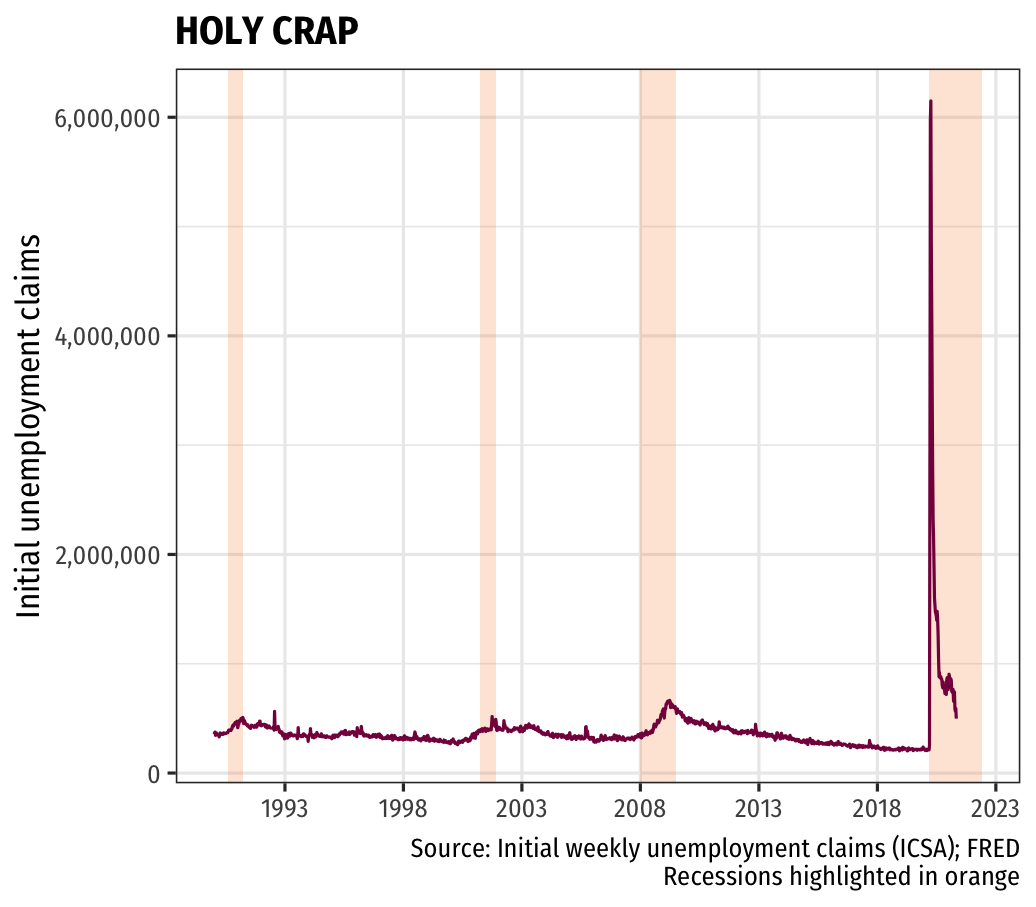 HOLY CRAP
Initial unemployment claims
6,000,000
4,000,000
2,000,000
0
1993
1998
2003
2008
2013
2018
2023
Source: Initial weekly unemployment claims (ICSA); FRED
Recessions highlighted in orange